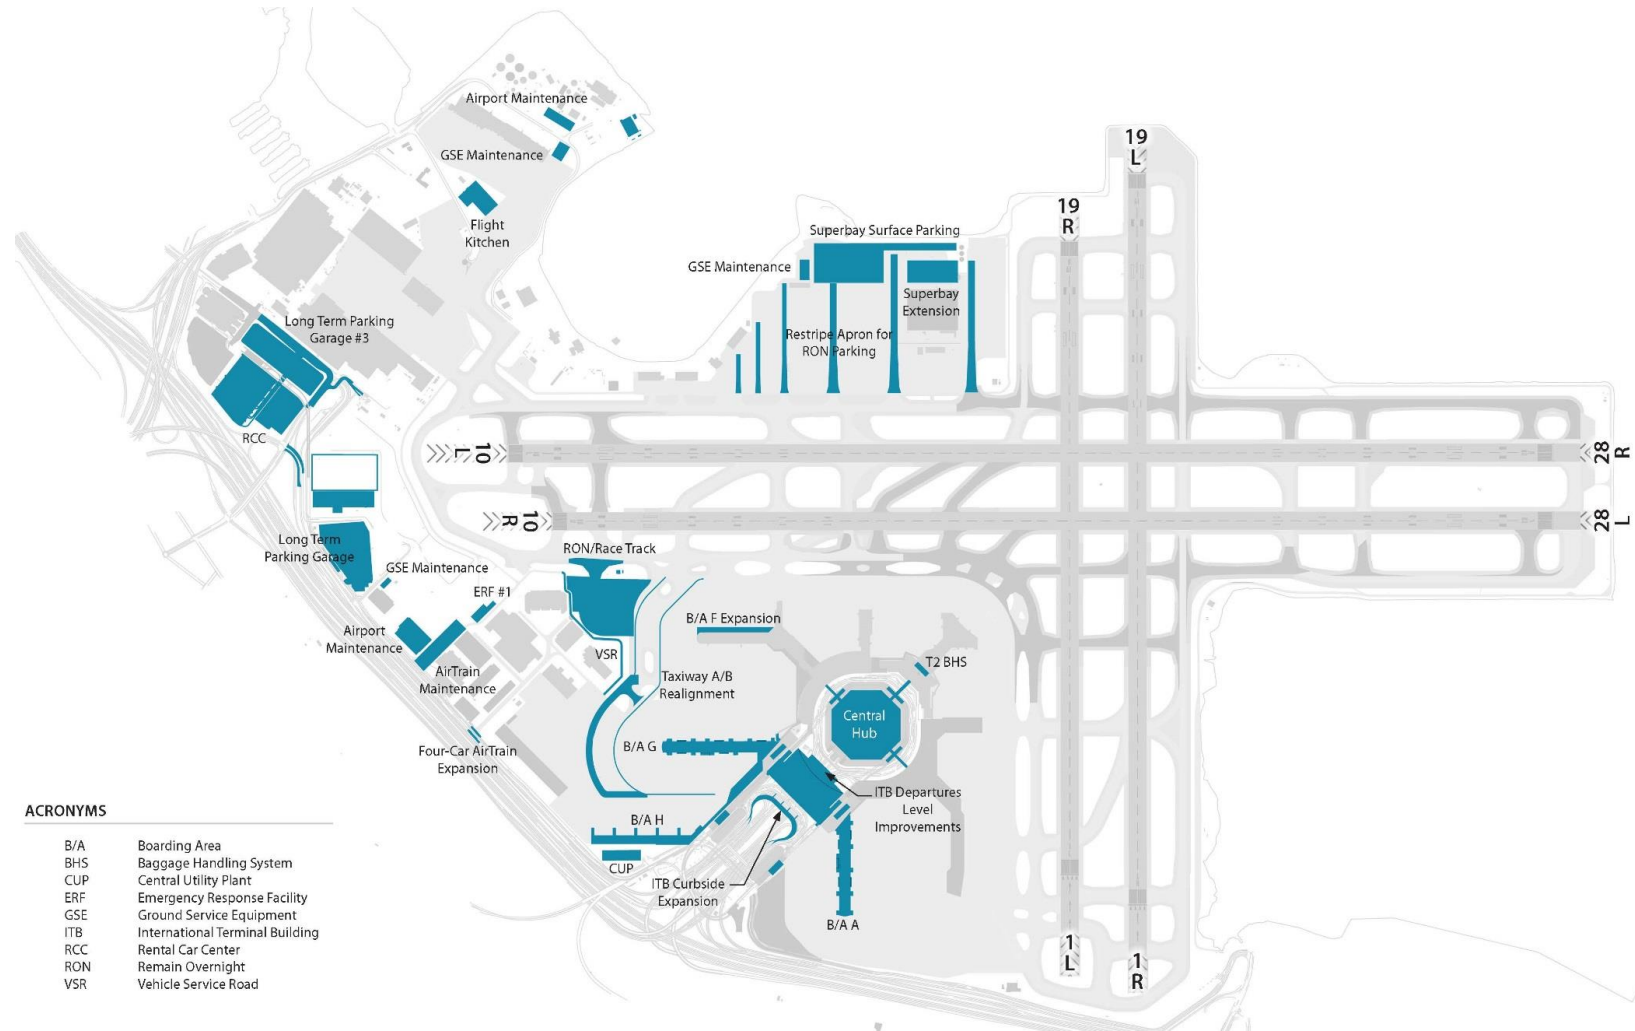 Airport Maintenance
GSE Maintenance
Flight
Kitchen
19
L
19
R
Superbay Surface Parking
GSE Maintenance
Superbay
Extension
Restripe Apron for
RON Parking
Long Term Parking
Garage #3
RCC
10
L
28
R
10
R
28
L
Long Term
Parking Garage
GSE Maintenance
ERF #1
RON/Race Track
Airport
Maintenance
AirTrain
Maintenance
VSR
B/A F Expansion
Taxiway A/B
Realignment
T2 BHS
Central
Hub
Four-Car AirTrain
Expansion
B/A G
ITB Departures
Level
Improvements
B/A H
CUP
ITB Curbside
Expansion
B/A A
1
L
1
R
ACRONYMS
B/A Boarding Area
BHS Baggage Handling System
CUP Central Utility Plant
ERF Emergency Response Facility
GSE Ground Service Equipment
ITB International Terminal Building
RCC Rental Car Center
RON Remain Overnight
VSR Vehicle Service Road